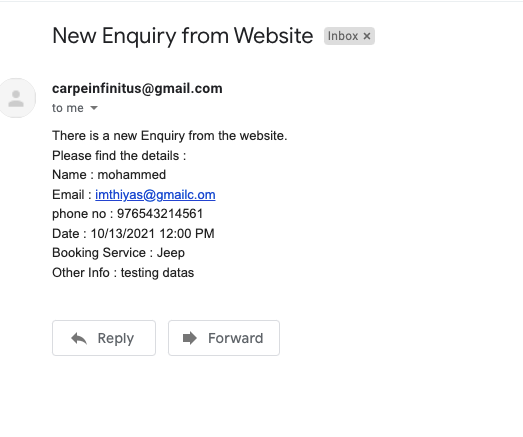 New Enquiry from Website Inbox ×
carpeinfinitus@gmail.com
to me
There is a new Enquiry from the website.
Please find the details :
Name : mohammed
Email : imthiyas@gmailc.om
phone no : 976543214561
Date : 10/13/2021 12:00 PM
Booking Service : Jeep
Other Info : testing datas
Reply Forward